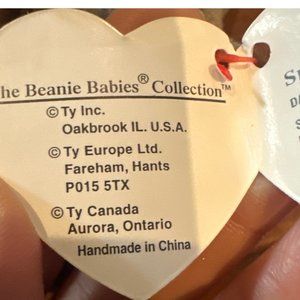 The Beanie Babies® Collection™
© Ty Inc.
Oakbrook IL. U.S.A.
© Ty Europe Ltd.
Fareham, Hants
P015 5TX
© Ty Canada
Aurora, Ontario
Handmade in China